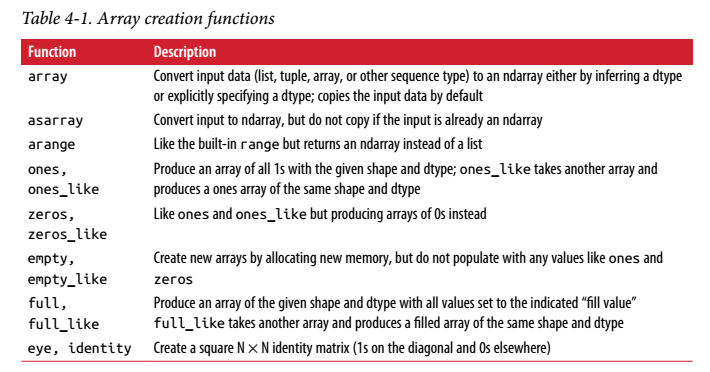 Table 4-1. Array creation functions
Function Description
array Convert input data (list, tuple, array, or other sequence type) to an ndarray either by inferring a dtype
or explicitly specifying a dtype; copies the input data by default
asarray Convert input to ndarray, but do not copy if the input is already an ndarray
arange Like the built-in range but returns an ndarray instead of a list
ones, Produce an array of all 1s with the given shape and dtype; ones_like takes another array and
ones_like produces a ones array of the same shape and dtype
zeros, Like ones and ones_like but producing arrays of 0s instead
zeros_like
empty, Create new arrays by allocating new memory, but do not populate with any values like ones and
empty_like zeros
full, Produce an array of the given shape and dtype with all values set to the indicated “fill value”
full_like full_like takes another array and produces a filled array of the same shape and dtype
eye, identity Create a square N × N identity matrix (1s on the diagonal and 0s elsewhere)